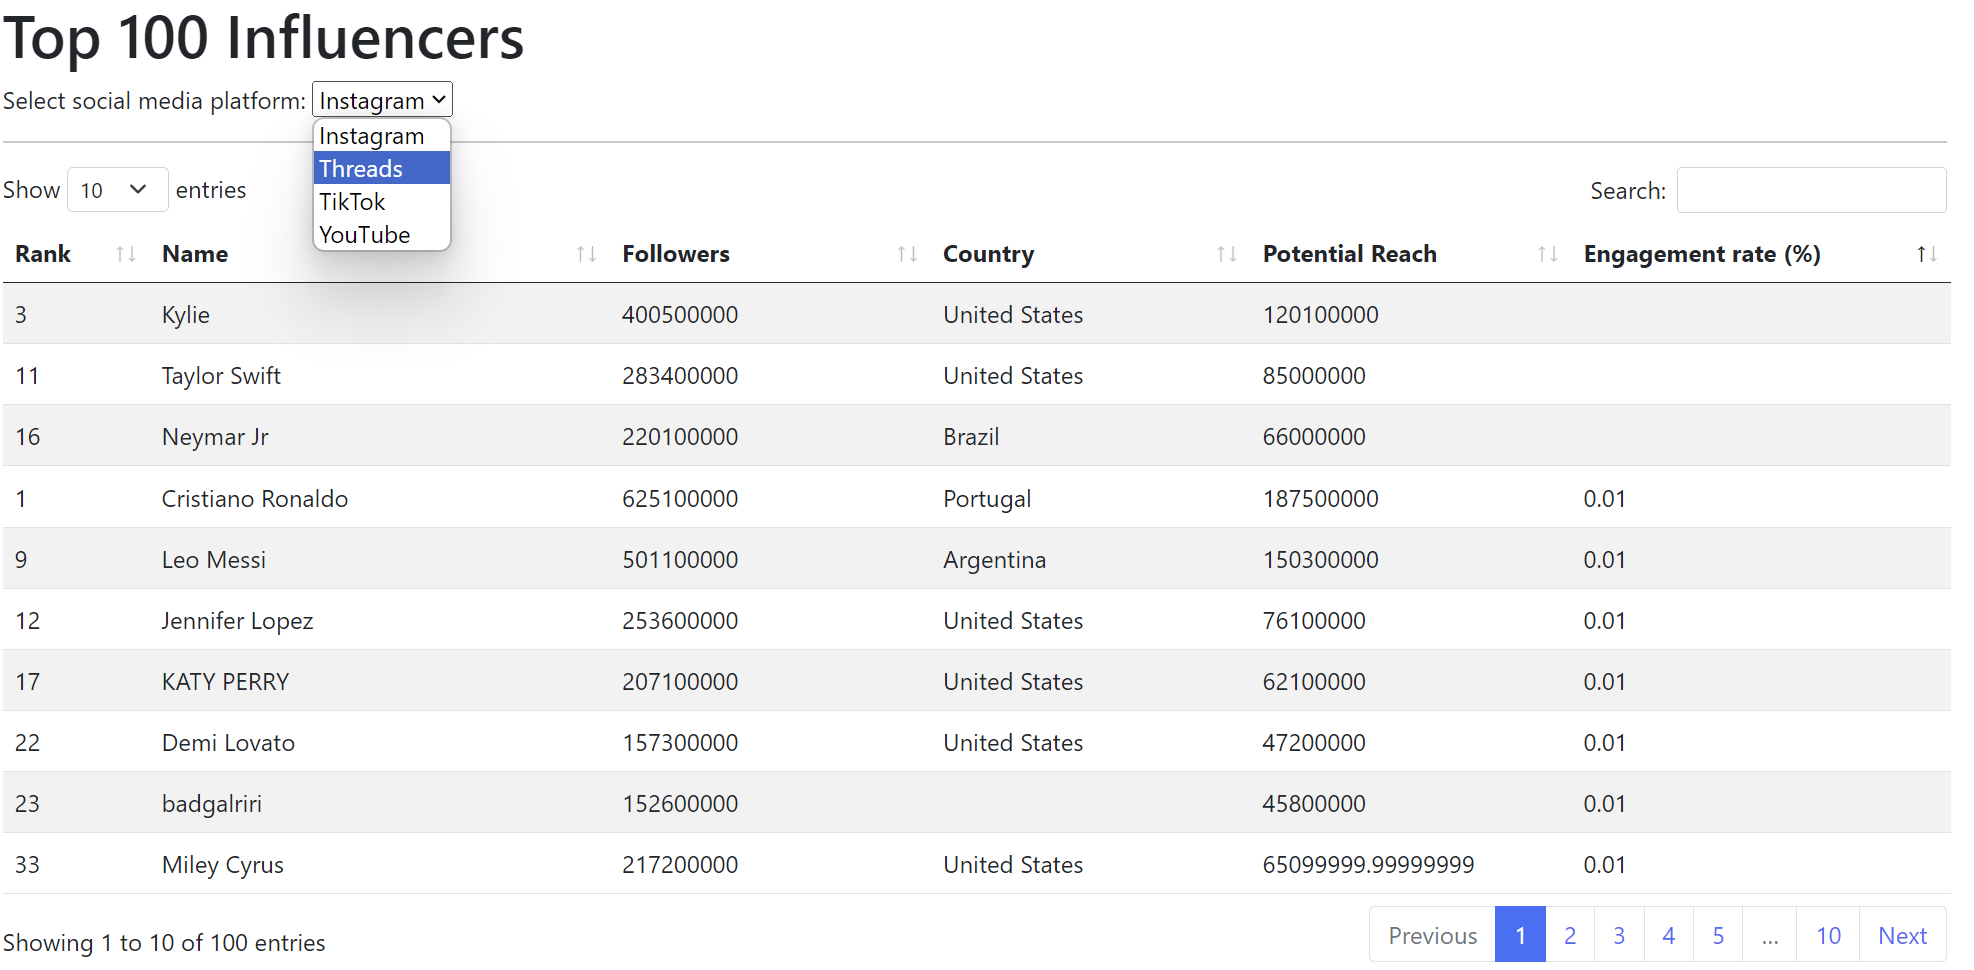 Top 100 Influencers
Select social media platform: Instagram
Instagram
Threads
TikTok
YouTube
Show 10 entries
Search:
Rank Name Followers Country Potential Reach Engagement rate (%)
3 Kylie 400500000 United States 120100000
11 Taylor Swift 283400000 United States 85000000
16 Neymar Jr 220100000 Brazil 66000000
1 Cristiano Ronaldo 625100000 Portugal 187500000 0.01
9 Leo Messi 501100000 Argentina 150300000 0.01
12 Jennifer Lopez 253600000 United States 76100000 0.01
17 KATY PERRY 207100000 United States 62100000 0.01
22 Demi Lovato 157300000 United States 47200000 0.01
23 badgalriri 152600000 45800000 0.01
33 Miley Cyrus 217200000 United States 65099999.99999999 0.01
Showing 1 to 10 of 100 entries
Previous 1 2 3 4 5 ... 10 Next